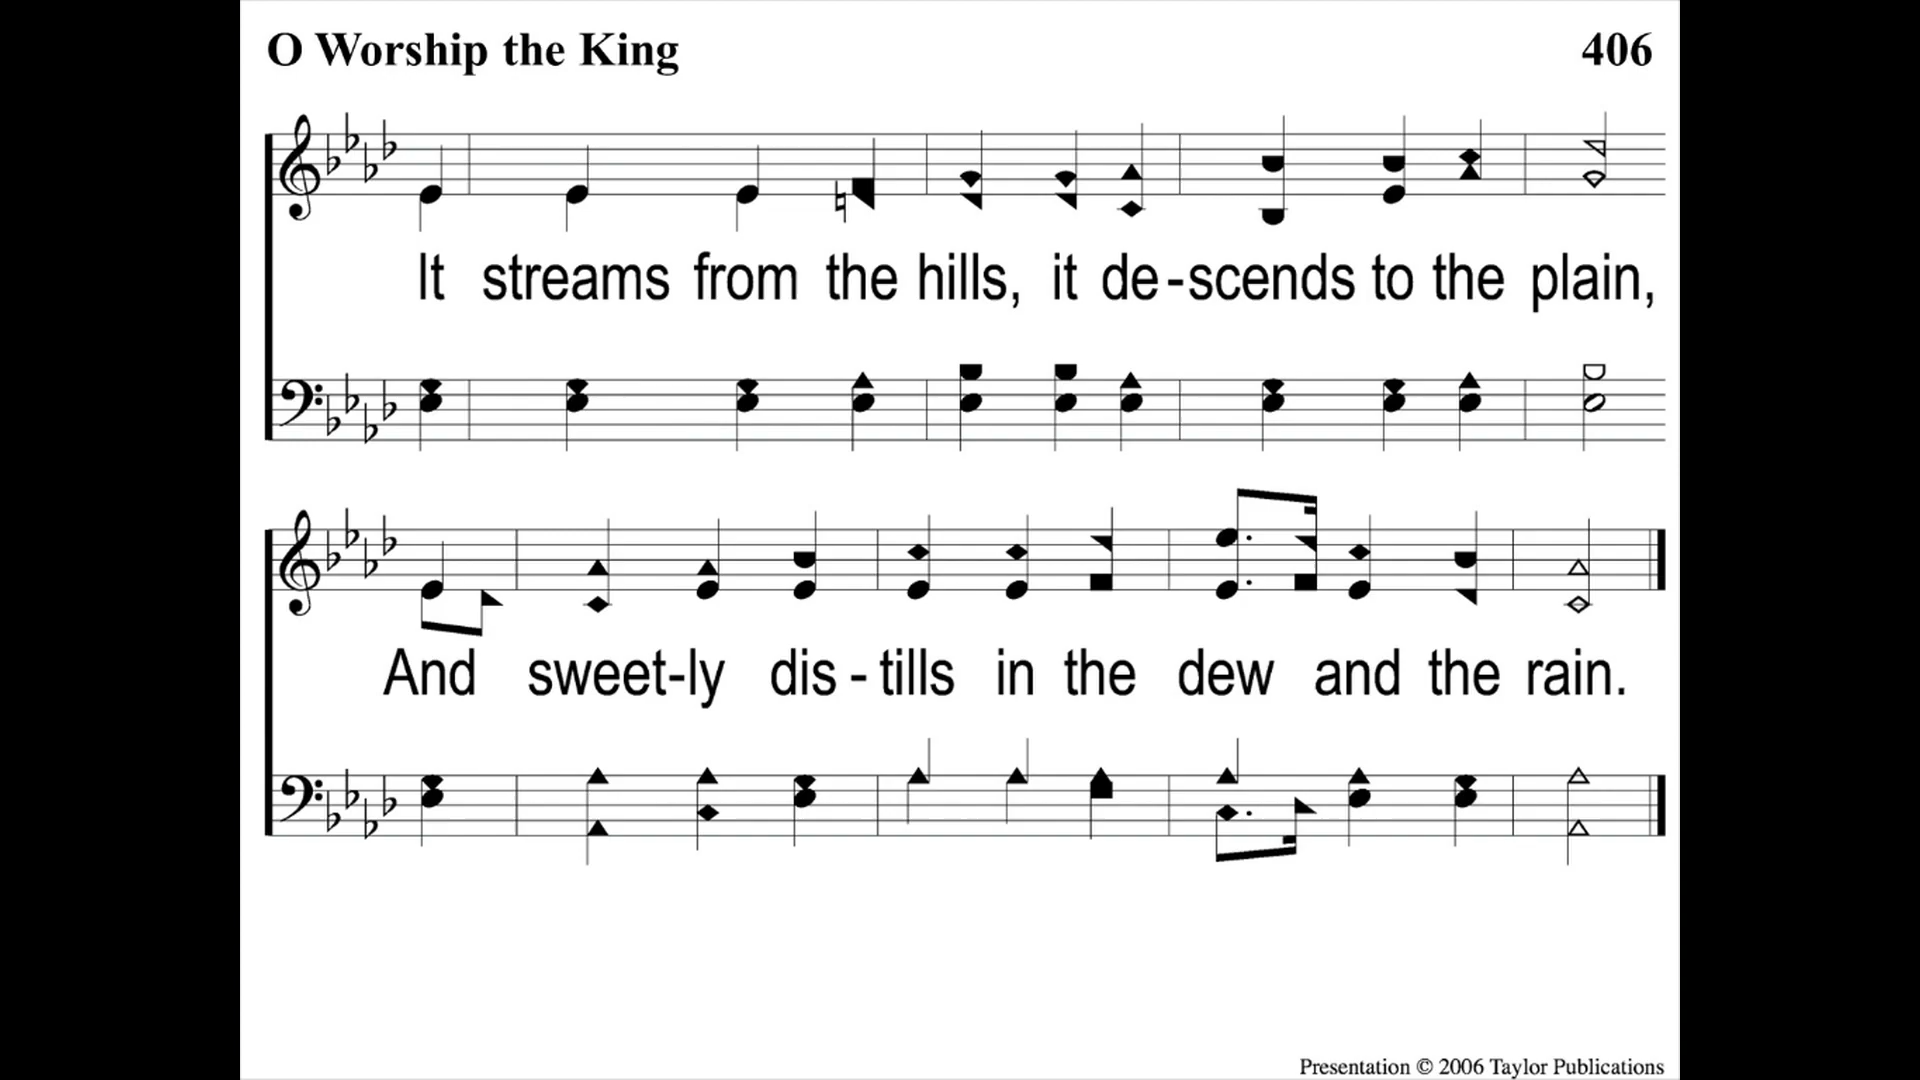 O Worship the King 406
It streams from the hills, it de-scends to the plain,
And sweet-ly dis - tills in the dew and the rain.
Presentation © 2006 Taylor Publications